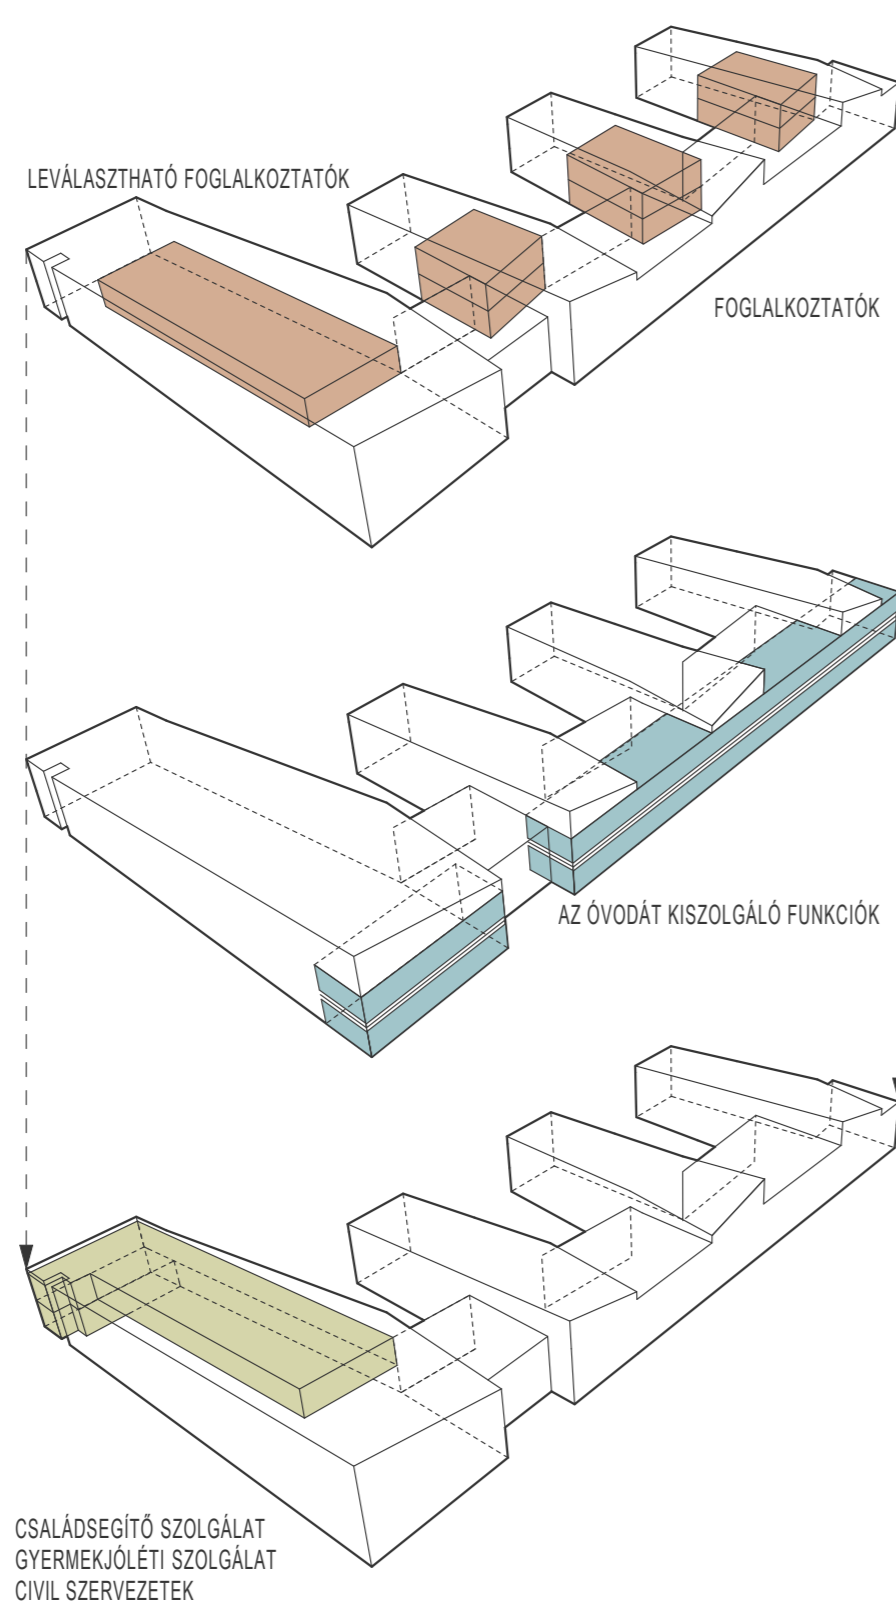 LEVÁLASZTHATÓ FOGLALKOZTATÓK
FOGLALKOZTATÓK
AZ ÓVODÁT KISZOLGÁLÓ FUNKCIÓK
CSALÁDSEGÍTŐ SZOLGÁLAT
GYERMEKJÓLÉTI SZOLGÁLAT
CIVIL SZERVEZETEK